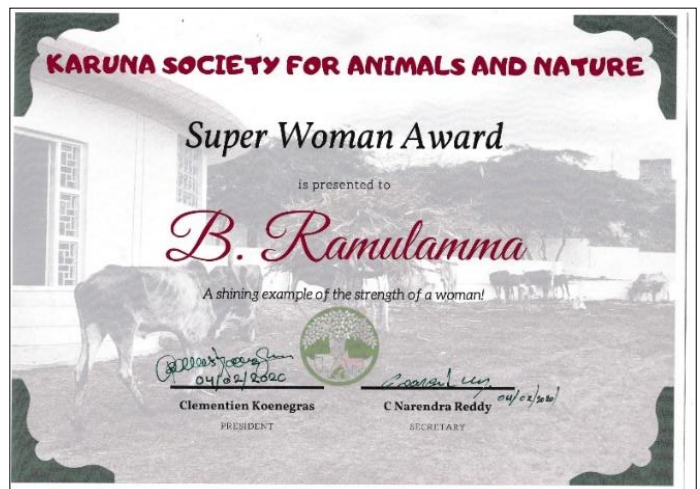 KARUNA SOCIETY FOR ANIMALS AND NATURE
Super Woman Award
is presented to
B. Ramulamma
A shining example of the strength of a woman!
04/02/2020
04/02/2020
Clementien Koenegras
C Narendra Reddy
PRESIDENT
SECRETARY